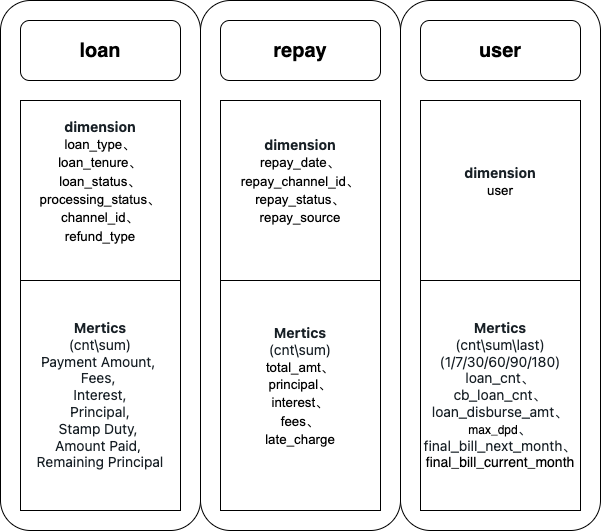 loan
dimension
loan_type、
loan_tenure、
loan_status、
processing_status、
channel_id、
refund_type
Mertics
(cnt\sum)
Payment Amount,
Fees,
Interest,
Principal,
Stamp Duty,
Amount Paid,
Remaining Principal
repay
dimension
repay_date、
repay_channel_id、
repay_status、
repay_source
Mertics
(cnt\sum)
total_amt、
principal、
interest、
fees、
late_charge
user
dimension
user
Mertics
(cnt\sum\last)
(1/7/30/60/90/180)
loan_cnt、
cb_loan_cnt、
loan_disburse_amt、
max_dpd、
final_bill_next_month、
final_bill_current_month